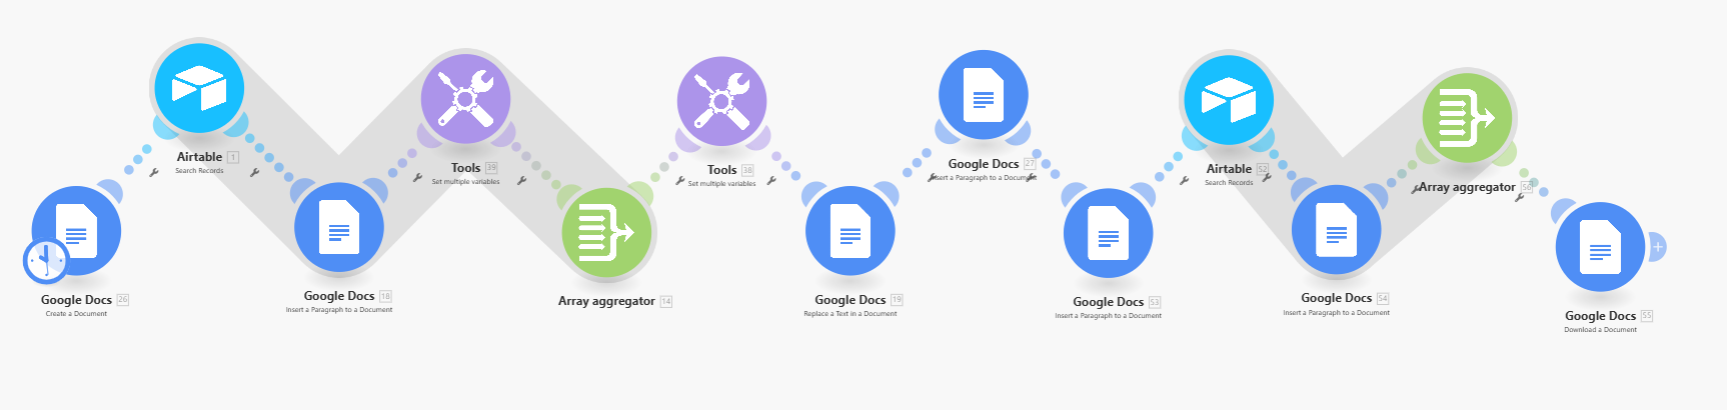 Google Docs 26
Create a Document
Airtable 1
Search Records
Google Docs 18
Insert a Paragraph to a Document
Tools 39
Set multiple variables
Array aggregator 14
Tools 38
Set multiple variables
Google Docs 19
Replace a Text in a Document
Google Docs 27
Insert a Paragraph to a Document
Google Docs 53
Insert a Paragraph to a Document
Airtable 52
Search Records
Google Docs 54
Insert a Paragraph to a Document
Array aggregator 56
Google Docs 55
Download a Document